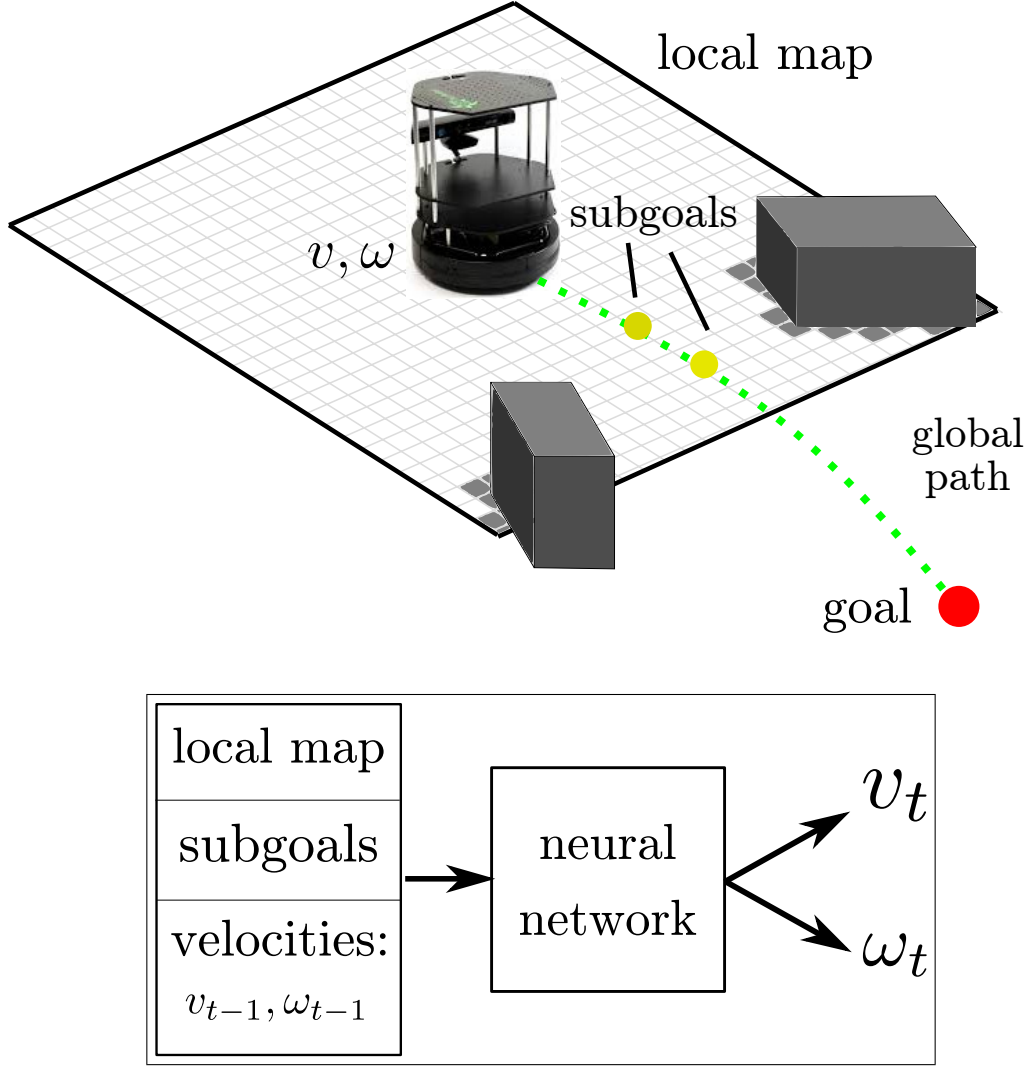 local map
subgoals
v, ω
global
path
goal
local map
subgoals
velocities:
v_{t−1}, ω_{t−1}
neural
network
v_t
ω_t